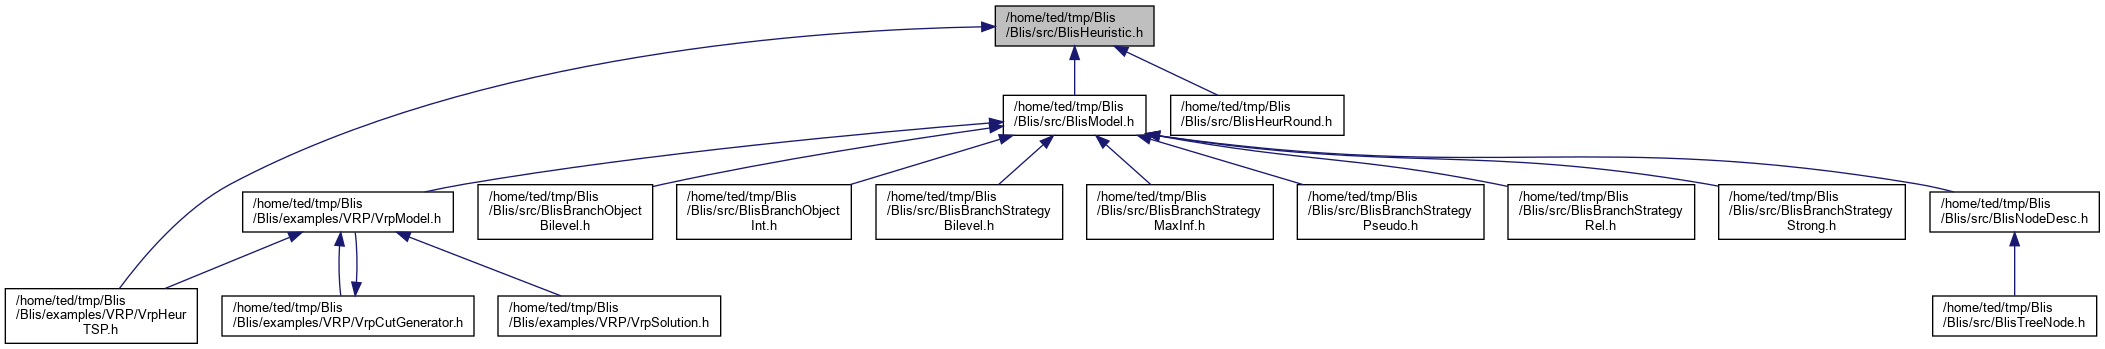 /home/ted/tmp/Blis
/Blis/src/BlisHeuristic.h
/home/ted/tmp/Blis
/Blis/src/BlisModel.h
/home/ted/tmp/Blis
/Blis/src/BlisHeurRound.h
/home/ted/tmp/Blis
/Blis/examples/VRP/VrpModel.h
/home/ted/tmp/Blis
/Blis/src/BlisBranchObject
Bilevel.h
/home/ted/tmp/Blis
/Blis/src/BlisBranchObject
Int.h
/home/ted/tmp/Blis
/Blis/src/BlisBranchStrategy
Bilevel.h
/home/ted/tmp/Blis
/Blis/src/BlisBranchStrategy
MaxInf.h
/home/ted/tmp/Blis
/Blis/src/BlisBranchStrategy
Pseudo.h
/home/ted/tmp/Blis
/Blis/src/BlisBranchStrategy
Rel.h
/home/ted/tmp/Blis
/Blis/src/BlisBranchStrategy
Strong.h
/home/ted/tmp/Blis
/Blis/src/BlisNodeDesc.h
/home/ted/tmp/Blis
/Blis/examples/VRP/VrpHeur
TSP.h
/home/ted/tmp/Blis
/Blis/examples/VRP/VrpCutGenerator.h
/home/ted/tmp/Blis
/Blis/examples/VRP/VrpSolution.h
/home/ted/tmp/Blis
/Blis/src/BlisTreeNode.h